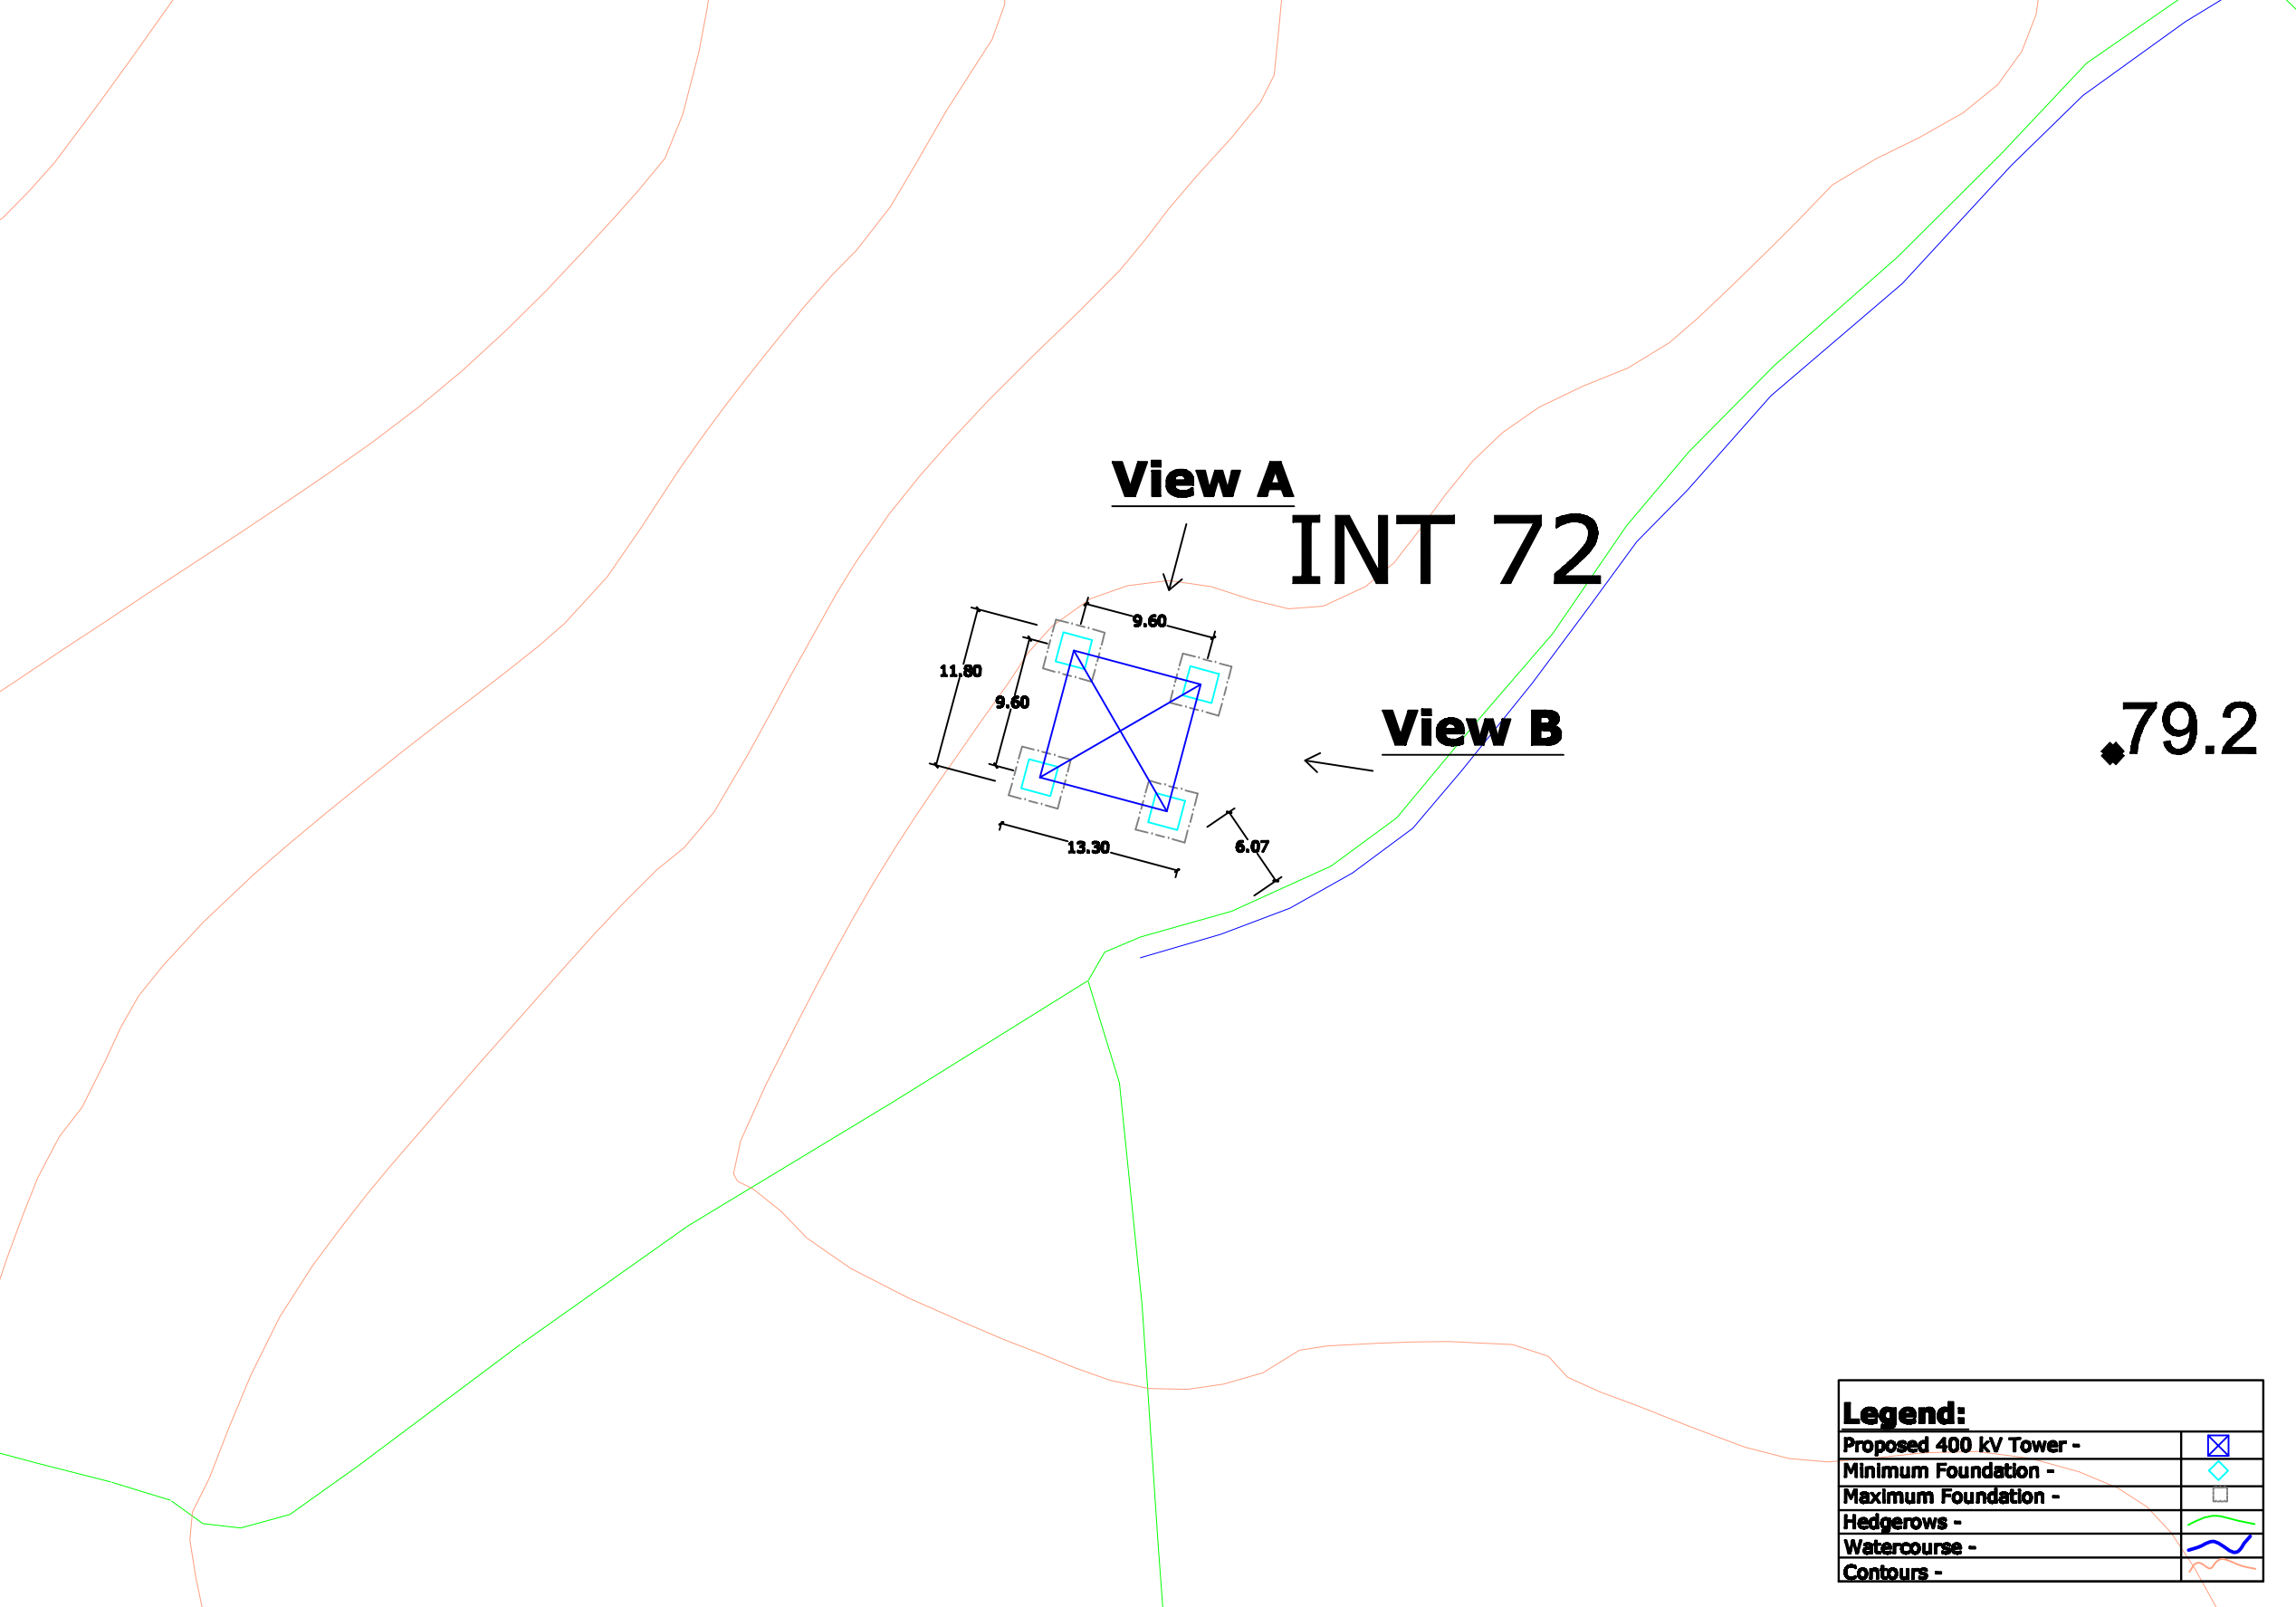 View A
INT 72
9.60
11.80
9.60
View B
79.2
13.30
6.07
Legend:
Proposed 400 kV Tower -
Minimum Foundation -
Maximum Foundation -
Hedgerows -
Watercourse -
Contours -